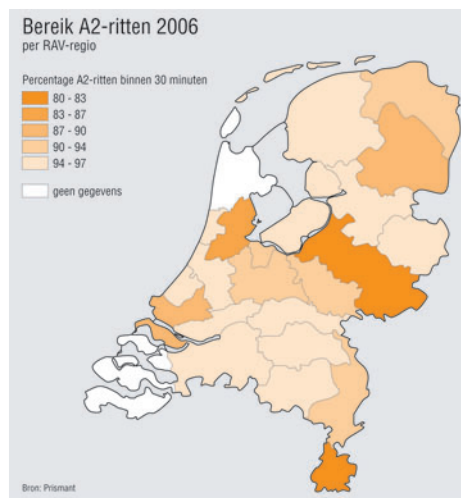 Bereik A2-ritten 2006
per RAV-regio
Percentage A2-ritten binnen 30 minuten
80 - 83
83 - 87
87 - 90
90 - 94
94 - 97
geen gegevens
Bron: Prismant